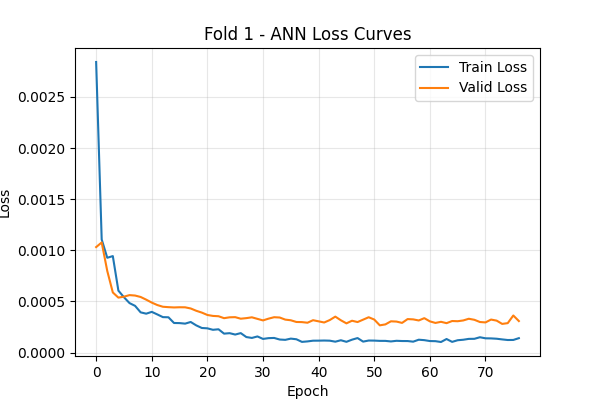 Fold 1 - ANN Loss Curves
Train Loss
Valid Loss
0.0025
0.0020
0.0015
0.0010
0.0005
0.0000
Loss
0 10 20 30 40 50 60 70
Epoch